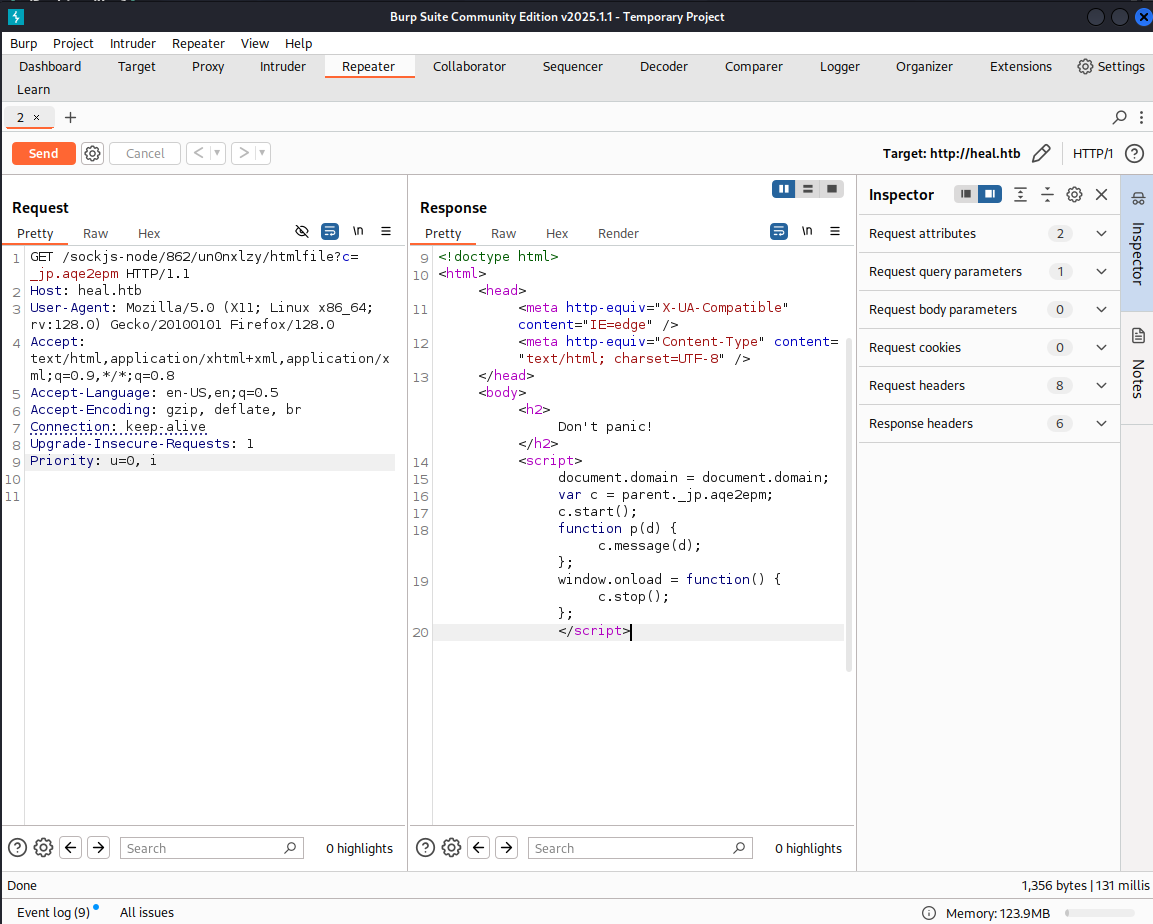 Burp Suite Community Edition v2025.1.1 - Temporary Project
Burp Project Intruder Repeater View Help
Dashboard Target Proxy Intruder Repeater Collaborator Sequencer Decoder Comparer Logger Organizer Extensions Settings
Learn
2 × +
Send Cancel < > Target: http://heal.htb HTTP/1 ?
Request
Pretty Raw Hex \n
1 GET /sockjs-node/862/un0nxlzy/htmlfile?c=
_jp.aqe2epm HTTP/1.1
2 Host: heal.htb
3 User-Agent: Mozilla/5.0 (X11; Linux x86_64;
rv:128.0) Gecko/20100101 Firefox/128.0
4 Accept:
text/html,application/xhtml+xml,application/x
ml;q=0.9,*/*;q=0.8
5 Accept-Language: en-US,en;q=0.5
6 Accept-Encoding: gzip, deflate, br
7 Connection: keep-alive
8 Upgrade-Insecure-Requests: 1
9 Priority: u=0, i
10
11
Search 0 highlights
Response
Pretty Raw Hex Render \n
9 <!doctype html>
10 <html>
<head>
11 <meta http-equiv="X-UA-Compatible"
content="IE=edge" />
12 <meta http-equiv="Content-Type" content=
"text/html; charset=UTF-8" />
13 </head>
<body>
<h2>
Don't panic!
</h2>
14 <script>
15 document.domain = document.domain;
16 var c = parent._jp.aqe2epm;
17 c.start();
18 function p(d) {
c.message(d);
};
19 window.onload = function() {
c.stop();
};
20 </script>
Search 0 highlights
Inspector
Request attributes 2
Request query parameters 1
Request body parameters 0
Request cookies 0
Request headers 8
Response headers 6
Inspector
Notes
Done 1,356 bytes | 131 millis
Event log (9) All issues Memory: 123.9MB